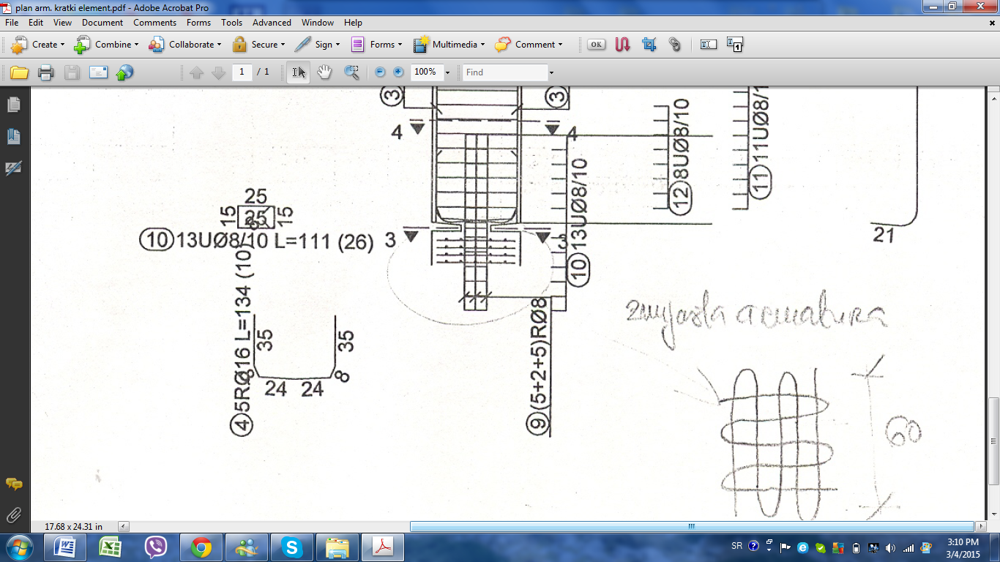 plan arm. kratki element.pdf - Adobe Acrobat Pro
File Edit View Document Comments Forms Tools Advanced Window Help
Create Combine Collaborate Secure Sign Forms Multimedia Comment OK
1 / 1 100% Find
3 3
4 4
12 8UØ8/10
11 11UØ8/1
10 13UØ8/10
25
15 25 15
10 13UØ8/10 L=111 (26)
3 3
21
4 5RØ16 L=134 (10)
35 35
8 24 24 8
9 (5+2+5)RØ8
armatura
60
17.68 x 24.31 in
SR
3:10 PM
3/4/2015